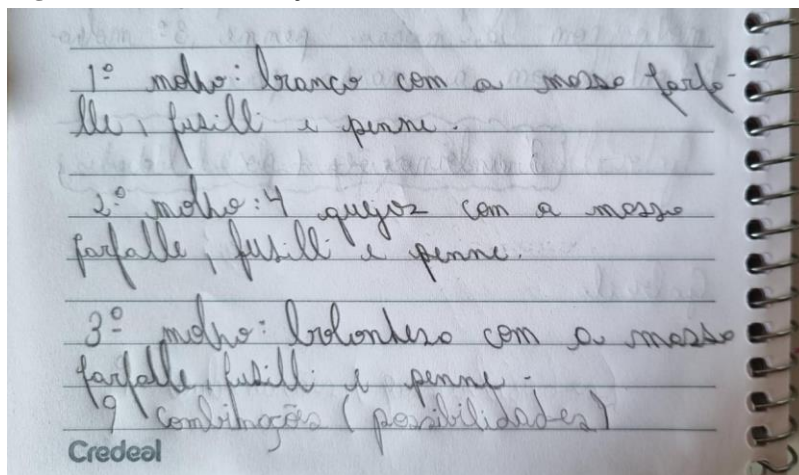 1º molho: branco com a massa farfa-
lle, fusilli e penne.
2º molho: 4 queijos com a massa
farfalle, fusilli e penne.
3º molho: com a massa
farfalle, fusilli e penne.
9 combinações (possibilidades)
Credeal